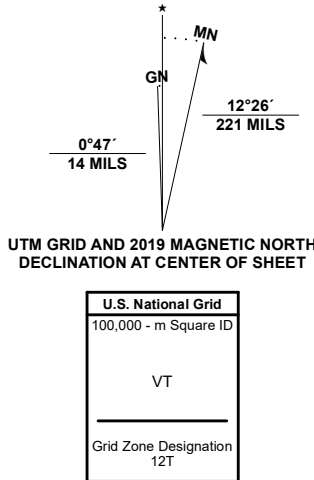 ★
MN
GN
12°26´
221 MILS
0°47´
14 MILS
UTM GRID AND 2019 MAGNETIC NORTH
DECLINATION AT CENTER OF SHEET
U.S. National Grid
100,000 - m Square ID
VT
Grid Zone Designation
12T